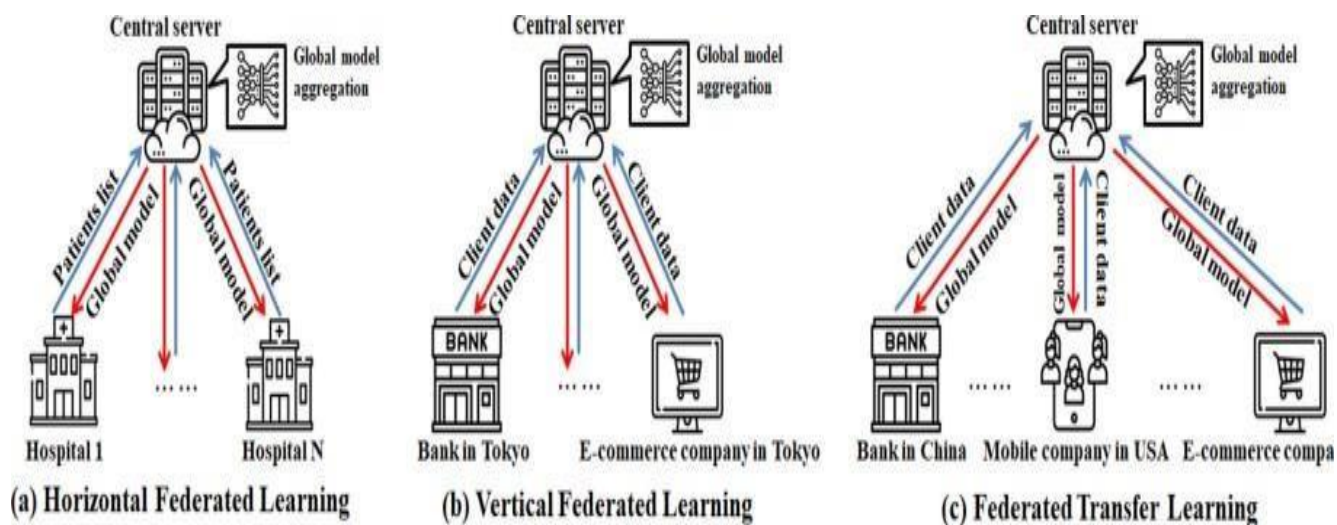 Central server
Global model
aggregation
Patients list
Global model
Global model
Patients list
... ...
Hospital 1
Hospital N
(a) Horizontal Federated Learning
Central server
Global model
aggregation
Client data
Global model
Global model
Client data
BANK
... ...
Bank in Tokyo
E-commerce company in Tokyo
(b) Vertical Federated Learning
Central server
Global model
aggregation
Client data
Global model
Global model
Client data
Client data
Global model
BANK
... ...
... ...
Bank in China
Mobile company in USA
E-commerce compa
(c) Federated Transfer Learning